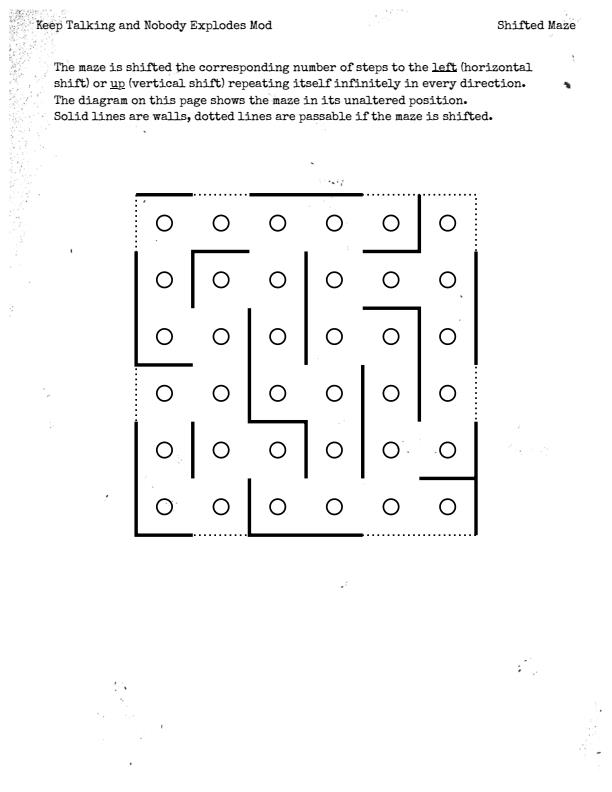 Keep Talking and Nobody Explodes Mod
Shifted Maze
The maze is shifted the corresponding number of steps to the left (horizontal
shift) or up (vertical shift) repeating itself infinitely in every direction.
The diagram on this page shows the maze in its unaltered position.
Solid lines are walls, dotted lines are passable if the maze is shifted.